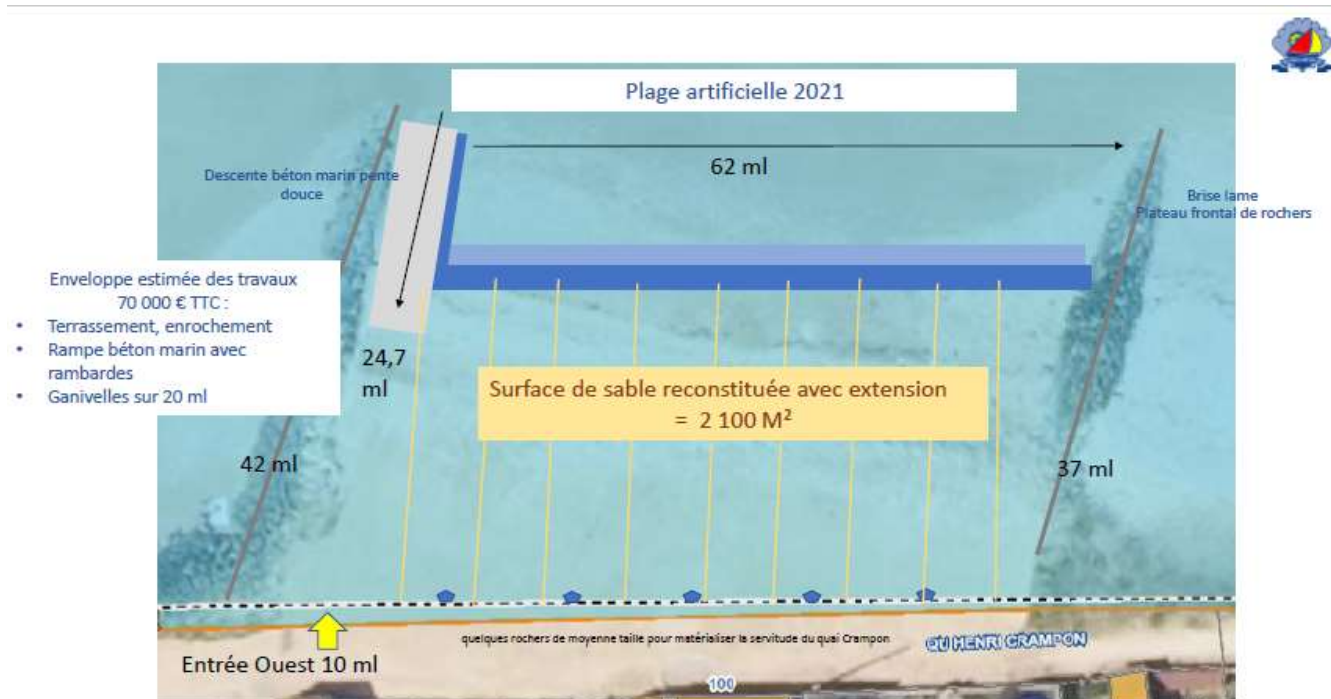 Plage artificielle 2021
62 ml
Descente béton marin pente
douce
Brise lame
Plateau frontal de rochers
Enveloppe estimée des travaux
70 000 € TTC :
• Terrassement, enrochement
• Rampe béton marin avec
rambardes
• Ganivelles sur 20 ml
24,7
ml
Surface de sable reconstituée avec extension
= 2 100 M²
42 ml
37 ml
quelques rochers de moyenne taille pour matérialiser la servitude du quai Crampon
QU HENRI CRAMPON
Entrée Ouest 10 ml
100